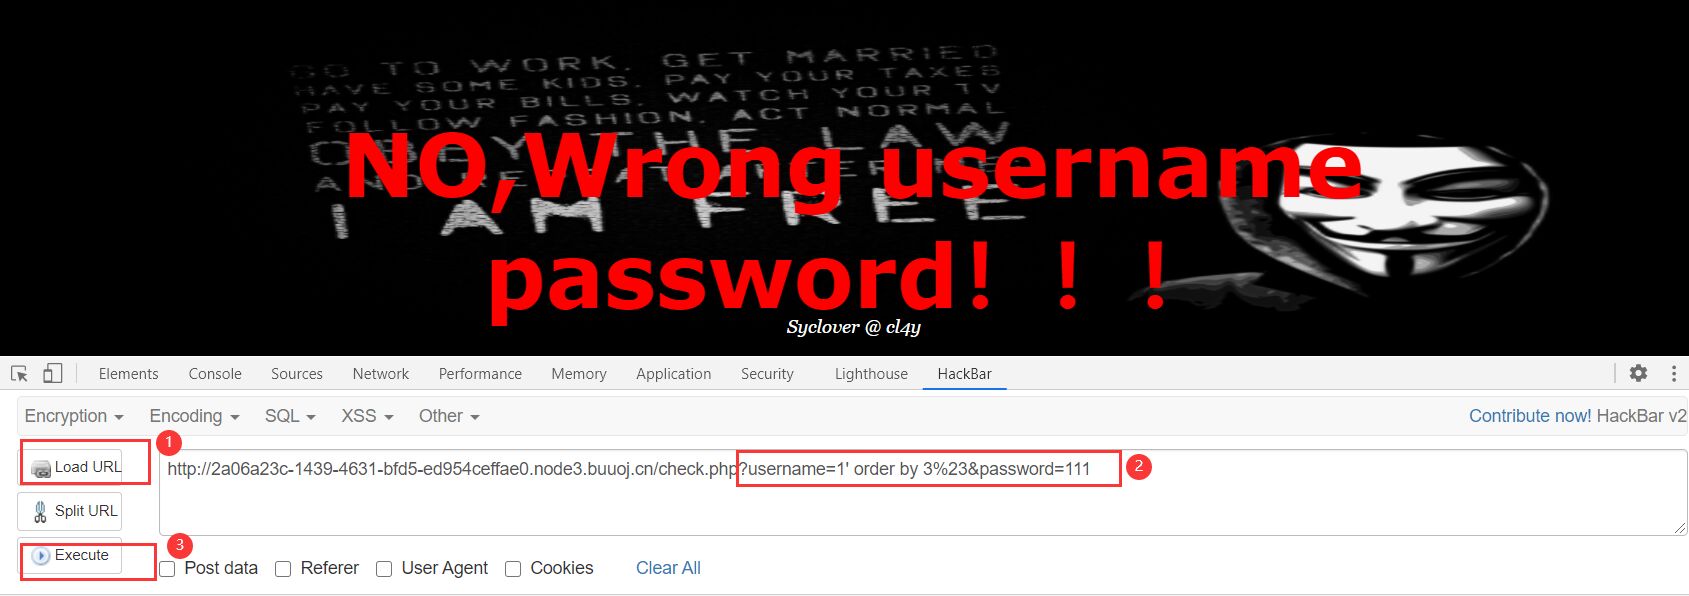 GO TO WORK. GET MARRIED
HAVE SOME KIDS. PAY YOUR TAXES
PAY YOUR BILLS. WATCH YOUR TV
FOLLOW FASHION. ACT NORMAL
OBEY THE LAW
I AM FREE
NO,Wrong username
password！！！
Syclover @ cl4y
Elements Console Sources Network Performance Memory Application Security Lighthouse HackBar
Encryption Encoding SQL XSS Other Contribute now! HackBar v2
1
Load URL
http://2a06a23c-1439-4631-bfd5-ed954ceffae0.node3.buuoj.cn/check.php?username=1' order by 3%23&password=111
2
Split URL
3
Execute
Post data Referer User Agent Cookies Clear All